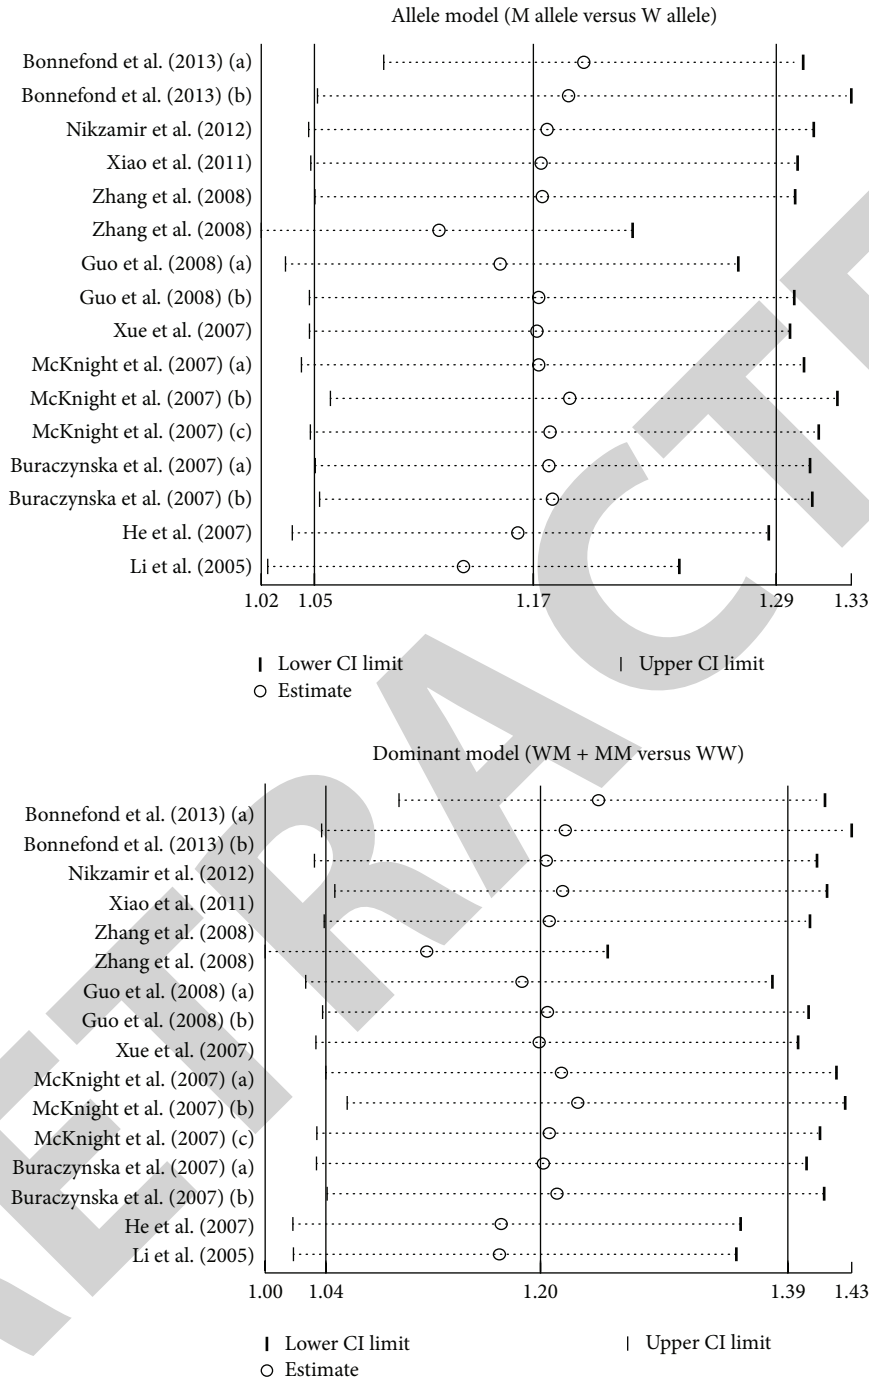 Allele model (M allele versus W allele)
Bonnefond et al. (2013) (a)
Bonnefond et al. (2013) (b)
Nikzamir et al. (2012)
Xiao et al. (2011)
Zhang et al. (2008)
Zhang et al. (2008)
Guo et al. (2008) (a)
Guo et al. (2008) (b)
Xue et al. (2007)
McKnight et al. (2007) (a)
McKnight et al. (2007) (b)
McKnight et al. (2007) (c)
Buraczynska et al. (2007) (a)
Buraczynska et al. (2007) (b)
He et al. (2007)
Li et al. (2005)
1.02 1.05 1.17 1.29 1.33
Lower CI limit Upper CI limit
Estimate
Dominant model (WM + MM versus WW)
Bonnefond et al. (2013) (a)
Bonnefond et al. (2013) (b)
Nikzamir et al. (2012)
Xiao et al. (2011)
Zhang et al. (2008)
Zhang et al. (2008)
Guo et al. (2008) (a)
Guo et al. (2008) (b)
Xue et al. (2007)
McKnight et al. (2007) (a)
McKnight et al. (2007) (b)
McKnight et al. (2007) (c)
Buraczynska et al. (2007) (a)
Buraczynska et al. (2007) (b)
He et al. (2007)
Li et al. (2005)
1.00 1.04 1.20 1.39 1.43
Lower CI limit Upper CI limit
Estimate
RETRACTE